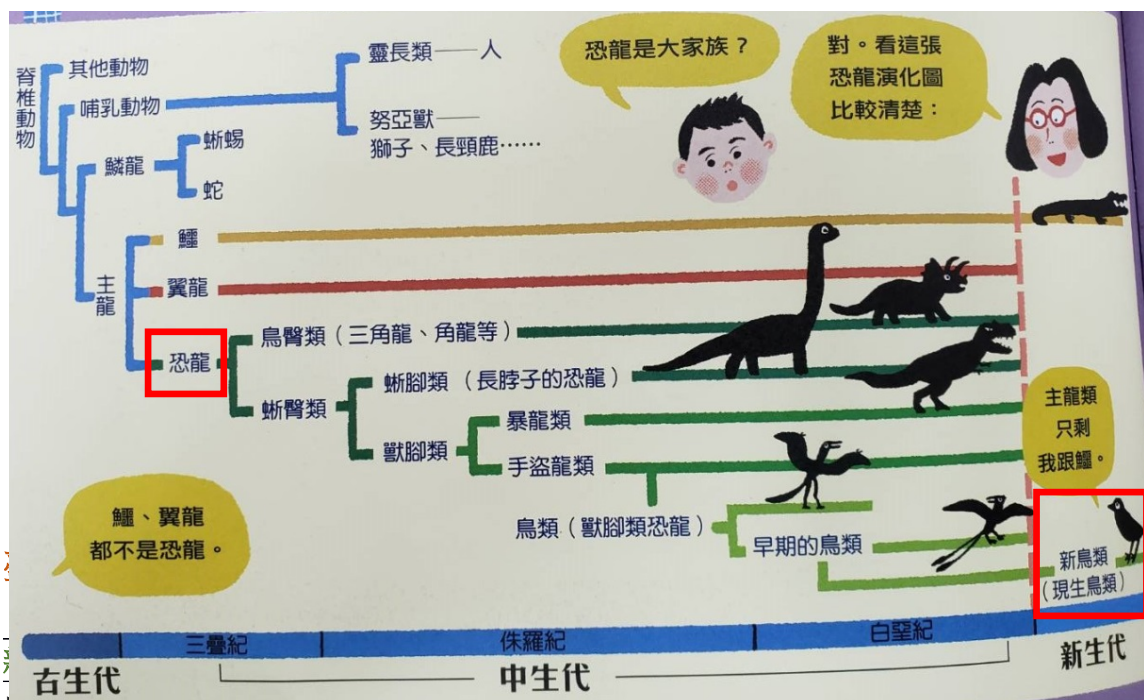 恐龍是大家族？
對。看這張
恐龍演化圖
比較清楚：
脊椎動物
其他動物
哺乳動物
靈長類——人
努亞獸——
獅子、長頸鹿……
鱗龍
蜥蜴
蛇
主龍
鱷
翼龍
恐龍
鳥臀類（三角龍、角龍等）
蜥臀類
蜥腳類（長脖子的恐龍）
獸腳類
暴龍類
手盜龍類
鳥類（獸腳類恐龍）
早期的鳥類
主龍類
只剩
我跟鱷。
新鳥類
（現生鳥類）
鱷、翼龍
都不是恐龍。
三疊紀
侏羅紀
白堊紀
古生代
中生代
新生代